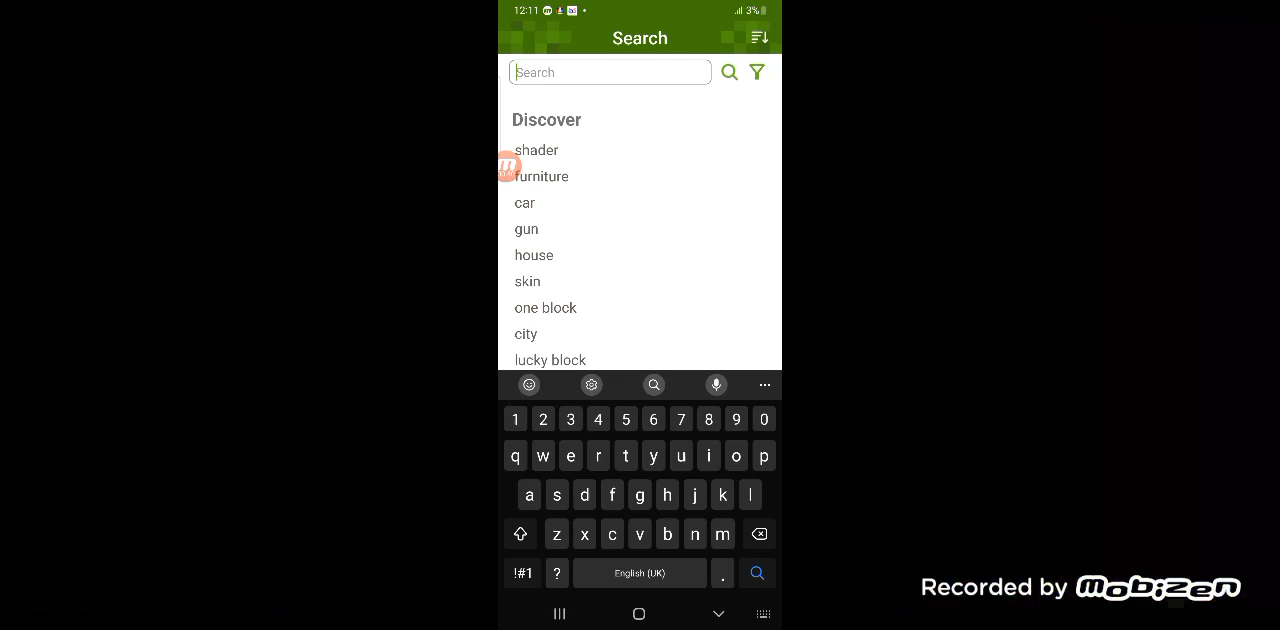 12:11
3%
Search
Search
Discover
shader
furniture
car
gun
house
skin
one block
city
lucky block
1 2 3 4 5 6 7 8 9 0
q w e r t y u i o p
a s d f g h j k l
z x c v b n m
!#1 ? English (UK) .
Recorded by mobizen